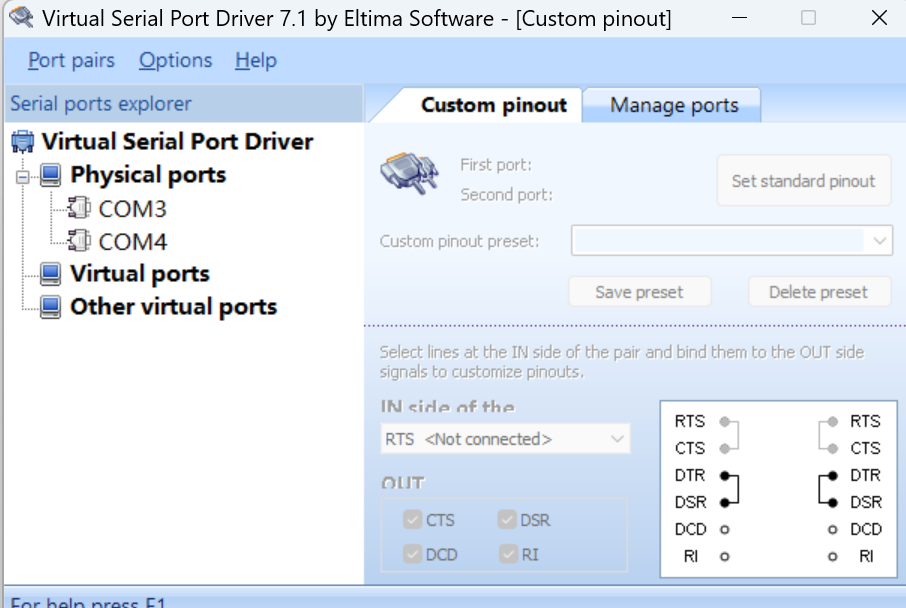 Virtual Serial Port Driver 7.1 by Eltima Software - [Custom pinout]
Port pairs Options Help
Serial ports explorer
Virtual Serial Port Driver
Physical ports
COM3
COM4
Virtual ports
Other virtual ports
Custom pinout Manage ports
First port:
Second port:
Set standard pinout
Custom pinout preset:
Save preset Delete preset
Select lines at the IN side of the pair and bind them to the OUT side
signals to customize pinouts.
IN side of the
RTS <Not connected>
OUT
CTS DSR
DCD RI
RTS RTS
CTS CTS
DTR DTR
DSR DSR
DCD DCD
RI RI
For help press F1